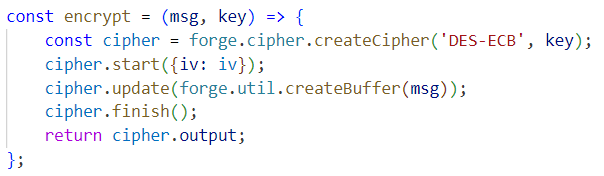 const encrypt = (msg, key) => {
    const cipher = forge.cipher.createCipher('DES-ECB', key);
    cipher.start({iv: iv});
    cipher.update(forge.util.createBuffer(msg));
    cipher.finish();
    return cipher.output;
};